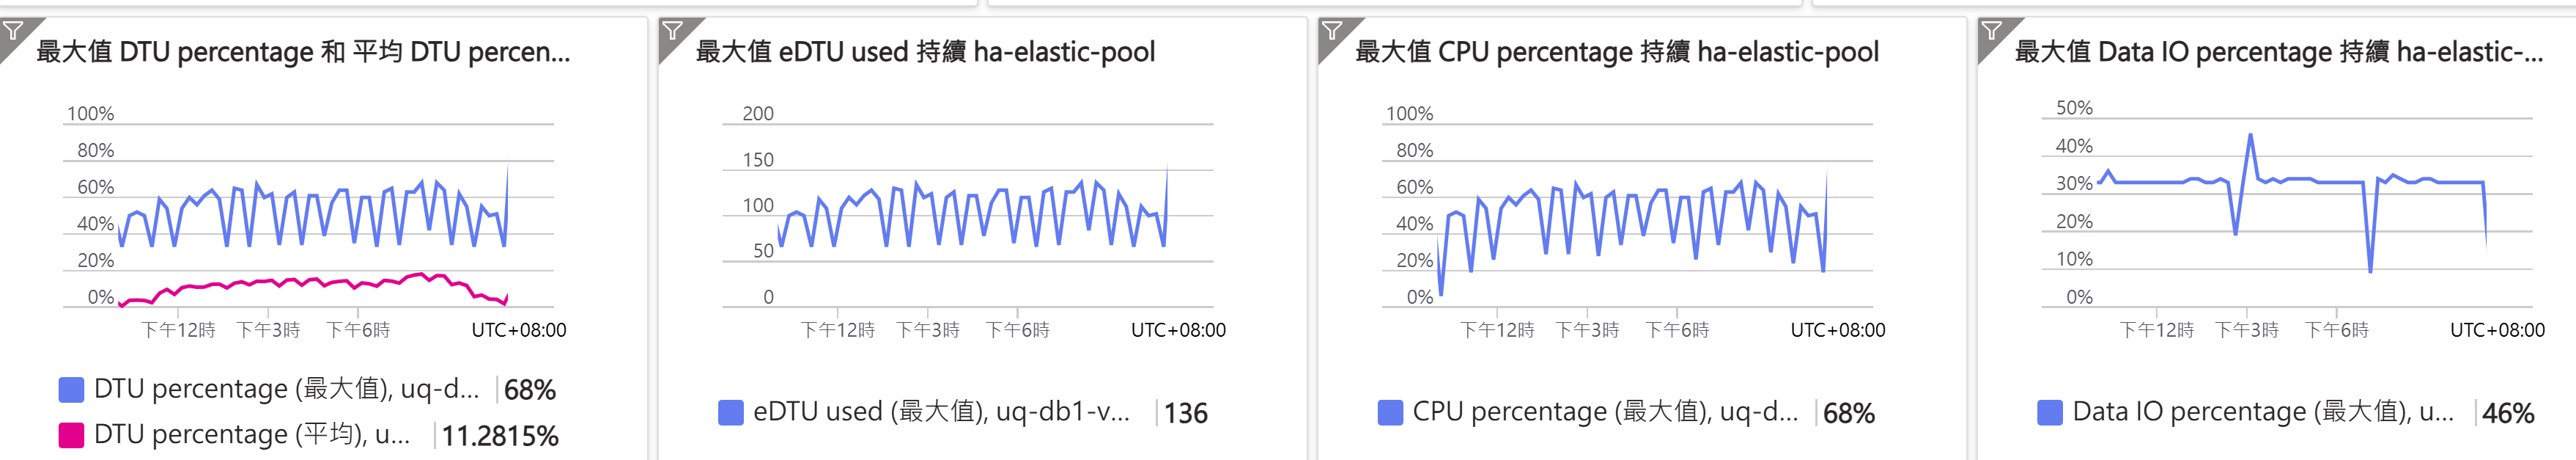 最大值 DTU percentage 和 平均 DTU percen...
100%
80%
60%
40%
20%
0%
下午12時 下午3時 下午6時 UTC+08:00
DTU percentage (最大值), uq-d... 68%
DTU percentage (平均), u... 11.2815%
最大值 eDTU used 持續 ha-elastic-pool
200
150
100
50
0
下午12時 下午3時 下午6時 UTC+08:00
eDTU used (最大值), uq-db1-v... 136
最大值 CPU percentage 持續 ha-elastic-pool
100%
80%
60%
40%
20%
0%
下午12時 下午3時 下午6時 UTC+08:00
CPU percentage (最大值), uq-d... 68%
最大值 Data IO percentage 持續 ha-elastic-...
50%
40%
30%
20%
10%
0%
下午12時 下午3時 下午6時 UTC+08:00
Data IO percentage (最大值), u... 46%